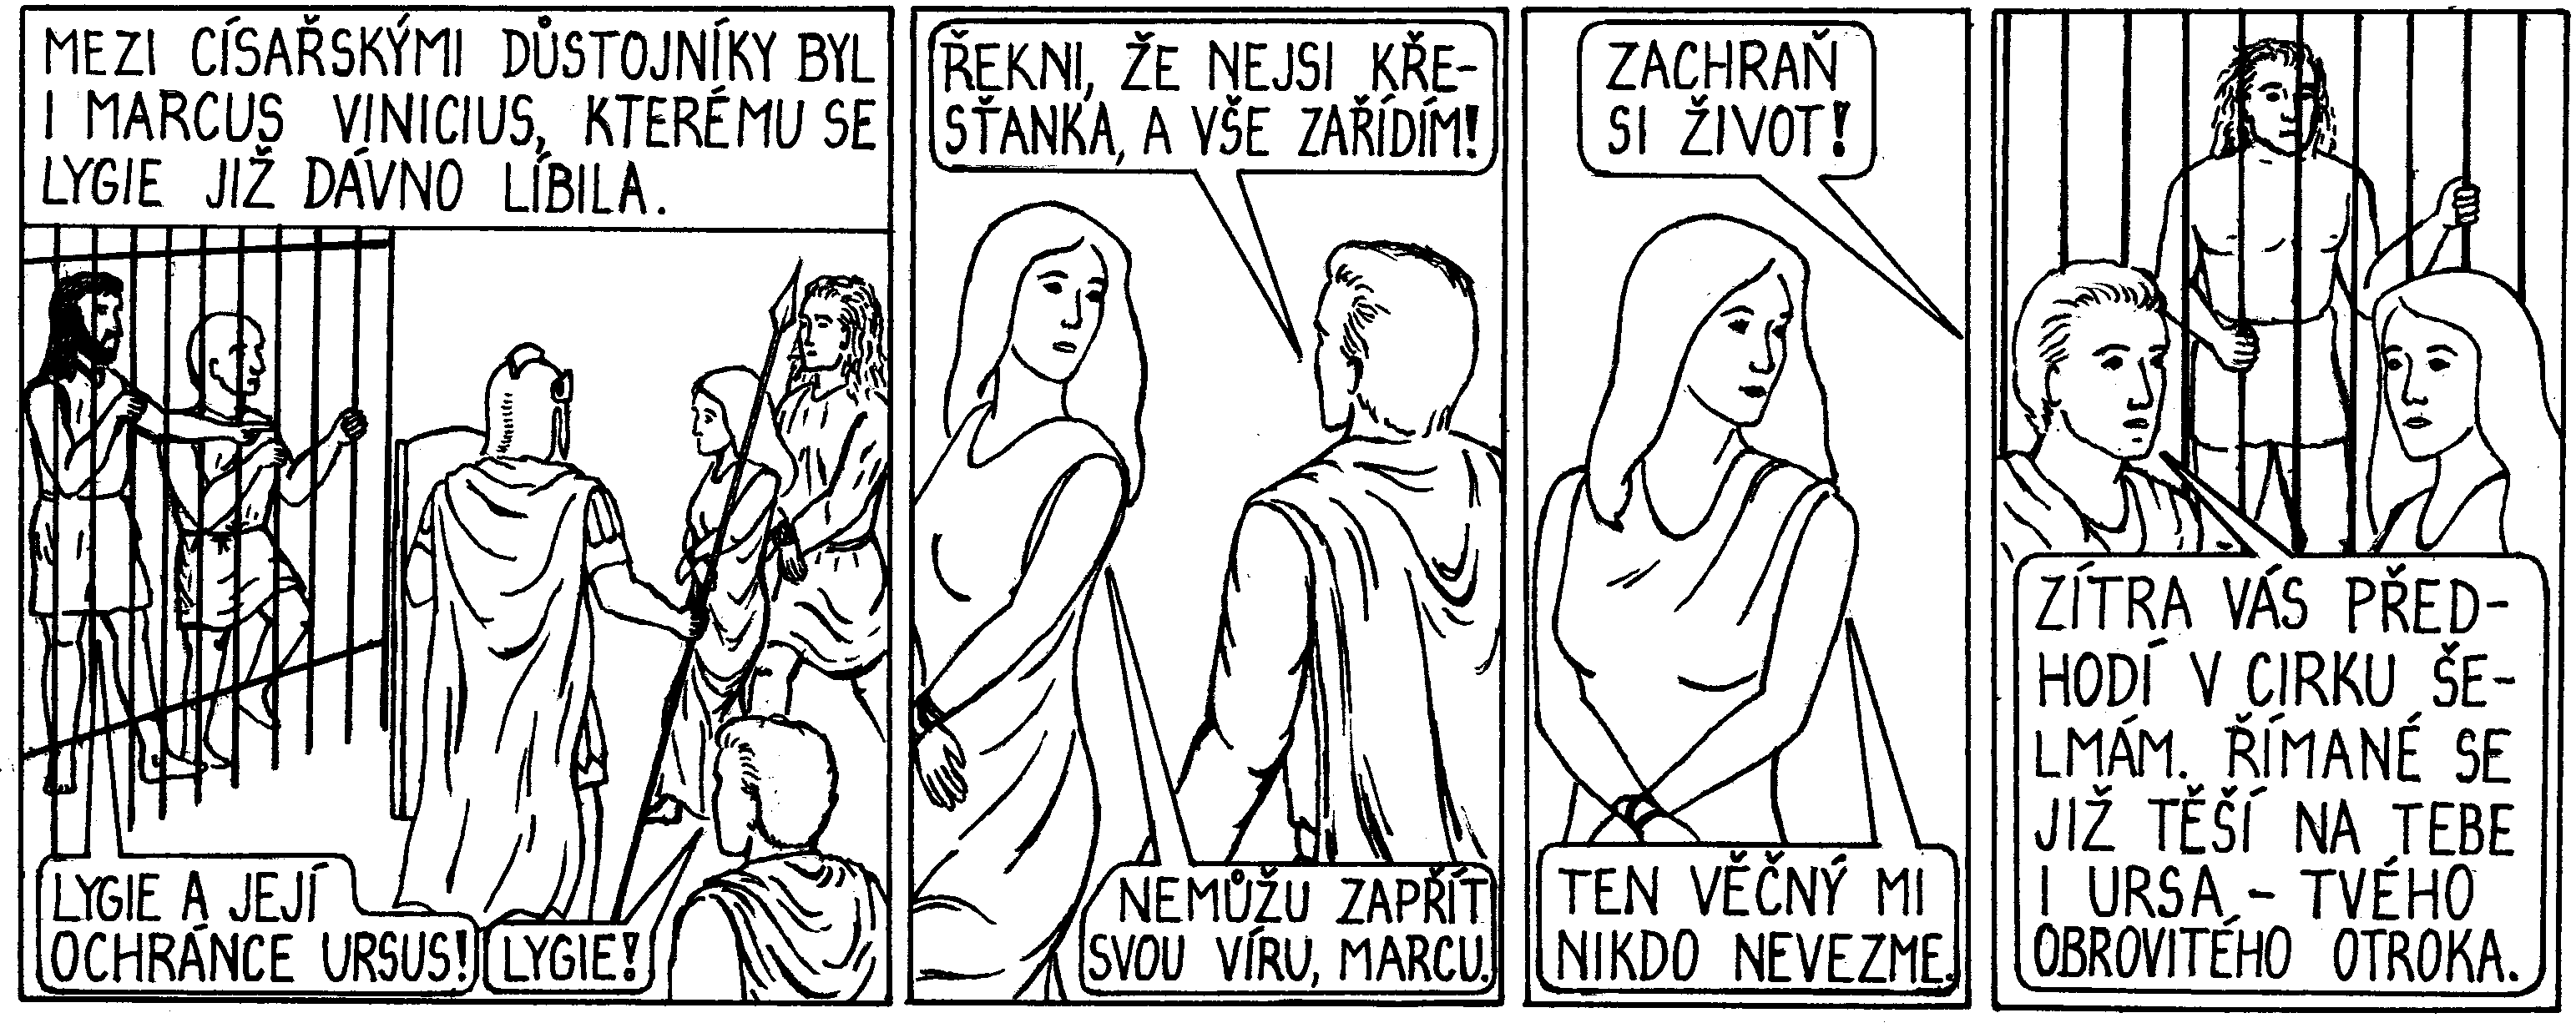 MEZI CÍSAŘSKÝMI DŮSTOJNÍKY BYL
I MARCUS VINICIUS, KTERÉMU SE
LYGIE JIŽ DÁVNO LÍBILA.
LYGIE A JEJÍ
OCHRÁNCE URSUS!
LYGIE!
ŘEKNI, ŽE NEJSI KŘE-
SŤANKA, A VŠE ZAŘÍDÍM!
NEMŮŽU ZAPŘÍT
SVOU VÍRU, MARCU.
ZACHRAŇ
SI ŽIVOT!
TEN VĚČNÝ MI
NIKDO NEVEZME.
ZÍTRA VÁS PŘED-
HODÍ V CIRKU ŠE-
LMÁM. ŘÍMANÉ SE
JIŽ TĚŠÍ NA TEBE
I URSA - TVÉHO
OBROVITÉHO OTROKA.